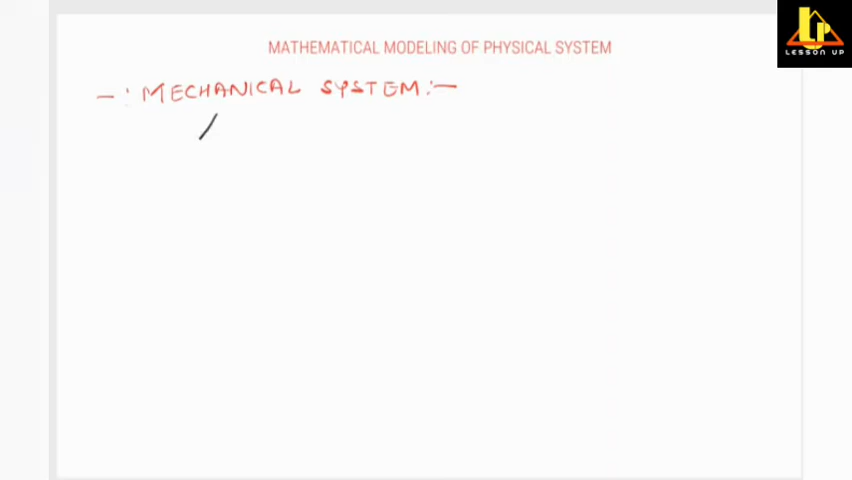 LESSON UP
MATHEMATICAL MODELING OF PHYSICAL SYSTEM
-: MECHANICAL SYSTEM :-